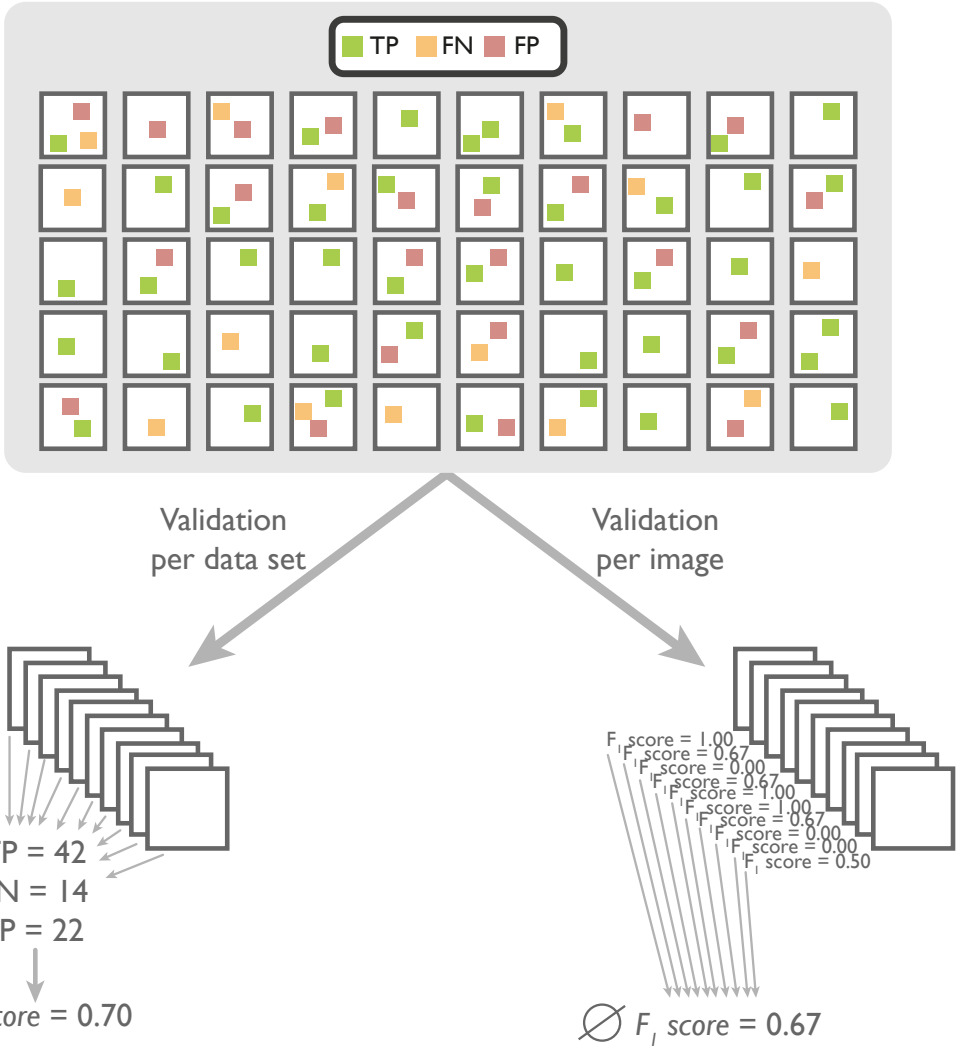 TP FN FP
Validation
per data set
Validation
per image
F1 score = 1.00
F1 score = 0.67
F1 score = 0.00
F1 score = 0.67
F1 score = 1.00
F1 score = 1.00
F1 score = 0.67
F1 score = 0.00
F1 score = 0.00
F1 score = 0.50
P = 42
N = 14
P = 22
ore = 0.70
∅ F1 score = 0.67